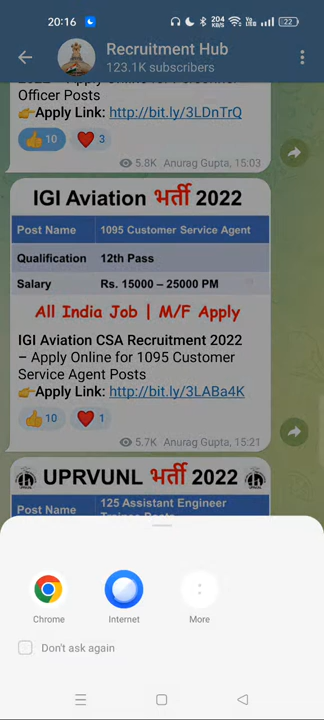 20:16
204
22
Recruitment Hub
123.1K subscribers
Officer Posts
👉Apply Link: http://bit.ly/3LDnTrQ
👍 10 ❤️ 3
5.8K Anurag Gupta, 15:03
IGI Aviation भर्ती 2022
Post Name 1095 Customer Service Agent
Qualification 12th Pass
Salary Rs. 15000 – 25000 PM
All India Job | M/F Apply
IGI Aviation CSA Recruitment 2022
– Apply Online for 1095 Customer
Service Agent Posts
👉Apply Link: http://bit.ly/3LABa4K
👍 10 ❤️ 1
5.7K Anurag Gupta, 15:21
UPRVUNL भर्ती 2022
Post Name 125 Assistant Engineer
Chrome Internet More
Don't ask again